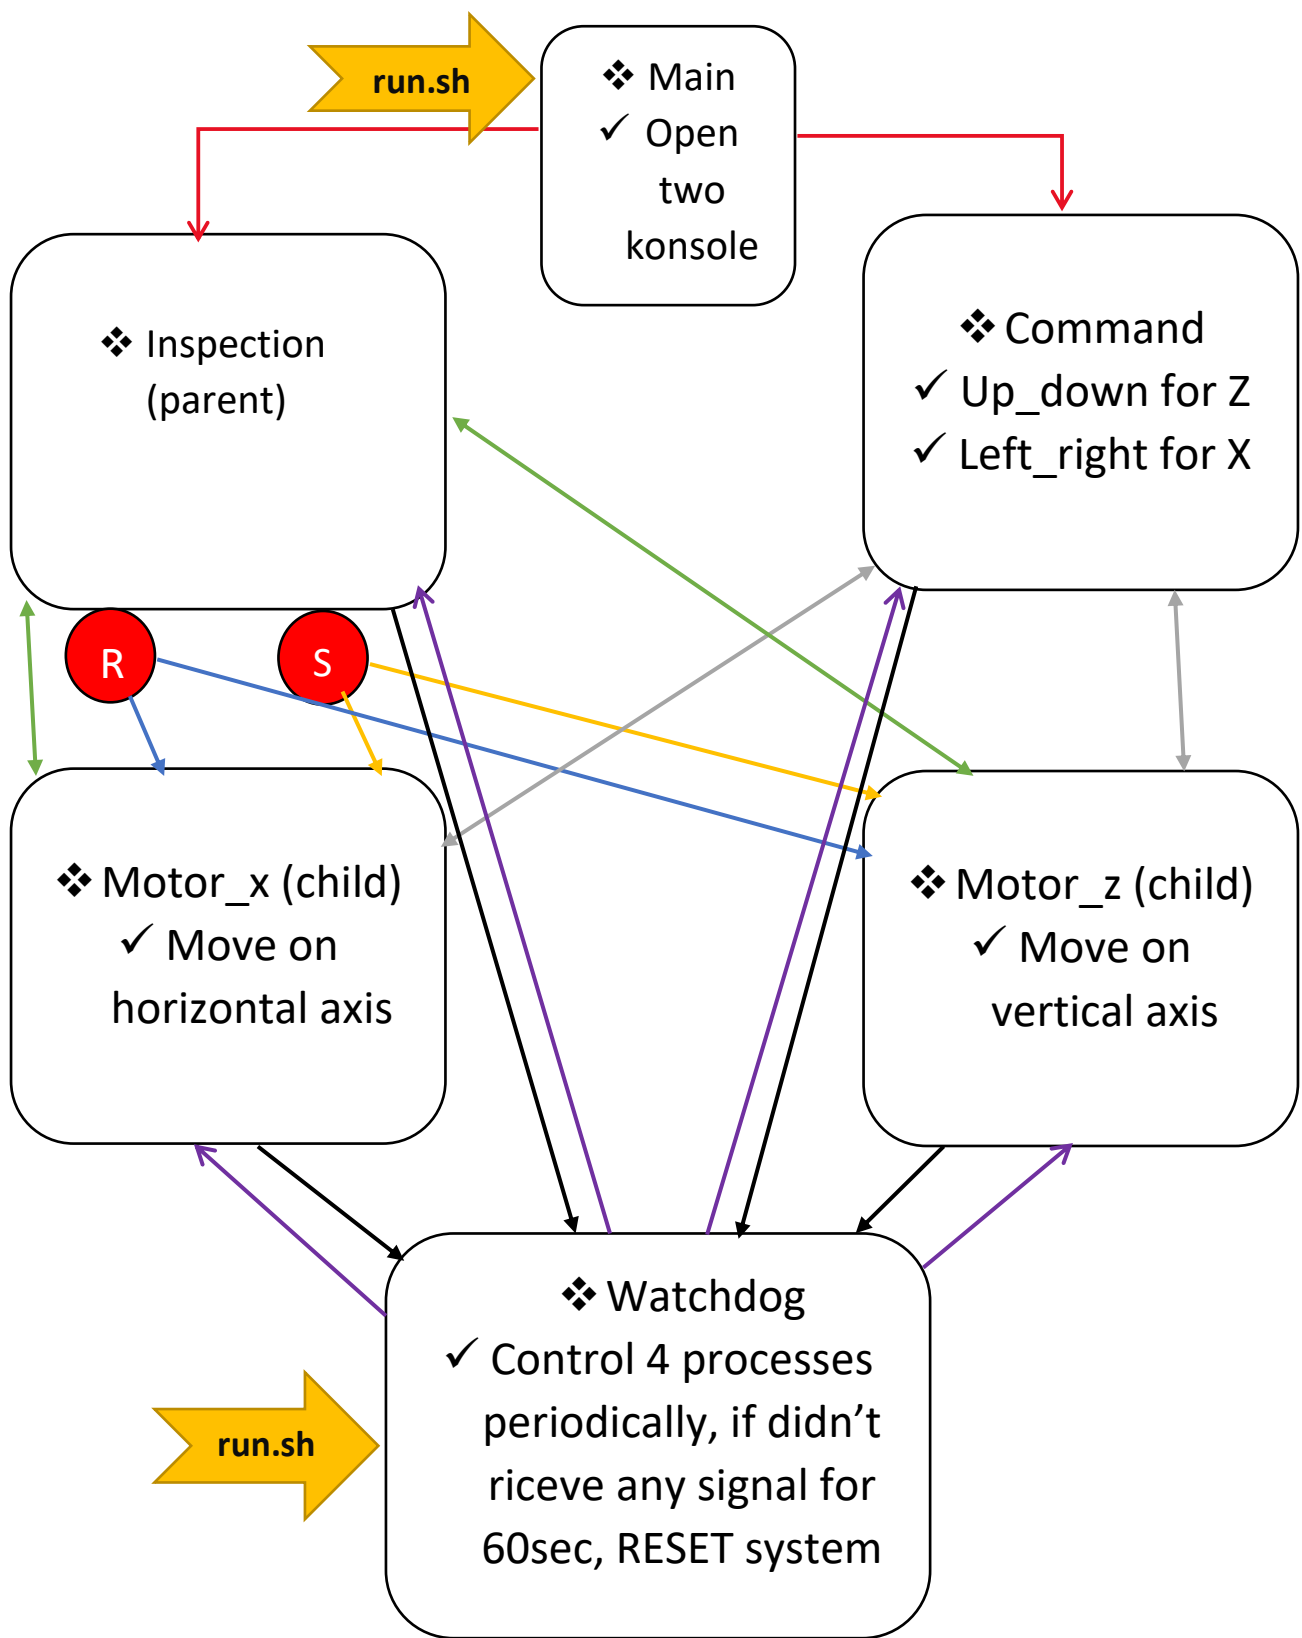 run.sh
❖ Main
✓ Open
two
konsole
❖ Inspection
(parent)
❖ Command
✓ Up_down for Z
✓ Left_right for X
R
S
❖ Motor_x (child)
✓ Move on
horizontal axis
❖ Motor_z (child)
✓ Move on
vertical axis
❖ Watchdog
✓ Control 4 processes
periodically, if didn’t
riceve any signal for
60sec, RESET system
run.sh